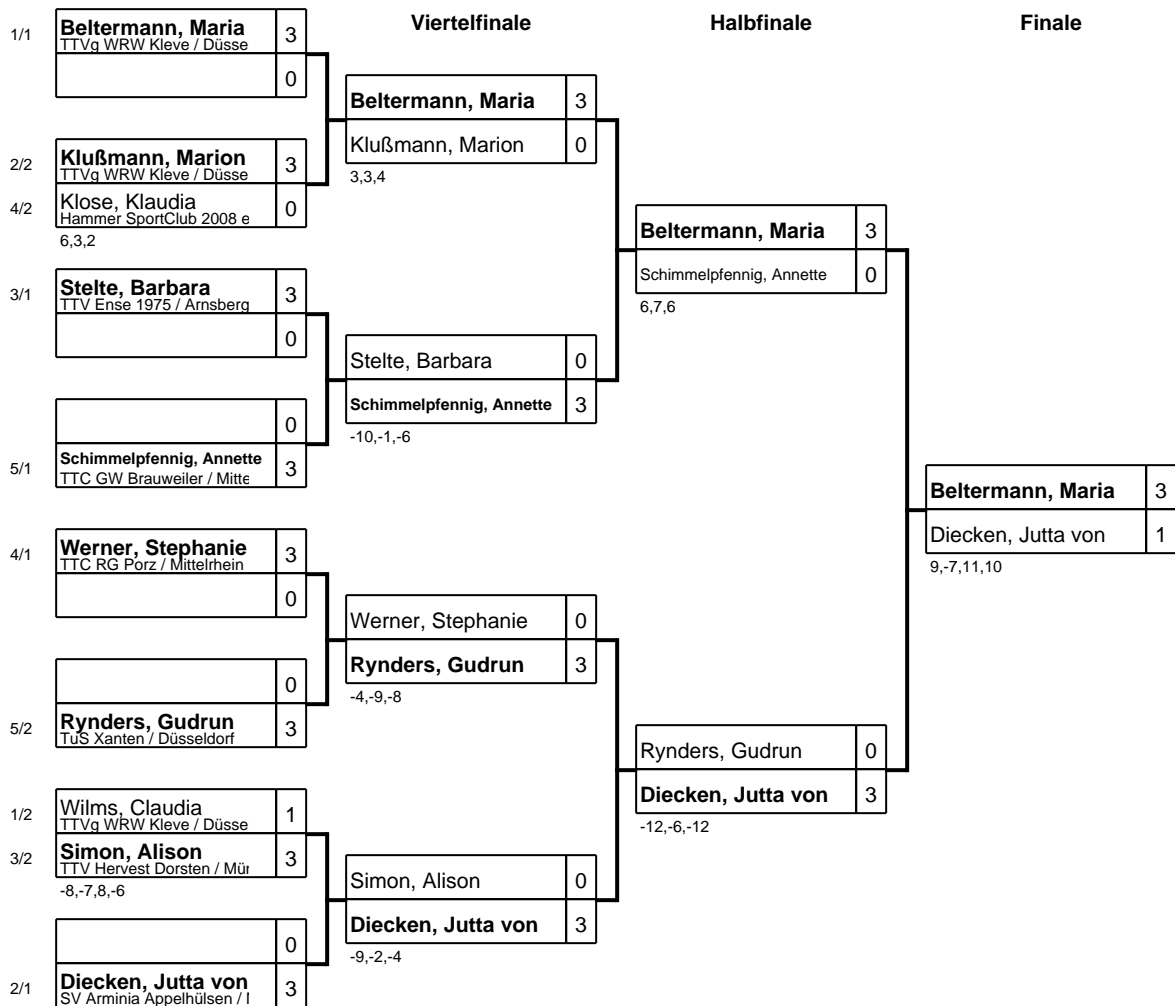 Viertelfinale Halbfinale Finale
1/1 Beltermann, Maria 3
TTVg WRW Kleve / Düsse
0
2/2 Klußmann, Marion 3
TTVg WRW Kleve / Düsse
4/2 Klose, Klaudia 0
Hammer SportClub 2008 e
6,3,2
3/1 Stelte, Barbara 3
TTV Ense 1975 / Arnsberg
0
0
5/1 Schimmelpfennig, Annette 3
TTC GW Brauweiler / Mitte
4/1 Werner, Stephanie 3
TTC RG Porz / Mittelrhein
0
0
5/2 Rynders, Gudrun 3
TuS Xanten / Düsseldorf
1/2 Wilms, Claudia 1
TTVg WRW Kleve / Düsse
3/2 Simon, Alison 3
TTV Hervest Dorsten /
-8,-7,8,-6
0
2/1 Diecken, Jutta von 3
SV Arminia Appelhülsen /
Beltermann, Maria 3
Klußmann, Marion 0
3,3,4
Stelte, Barbara 0
Schimmelpfennig, Annette 3
-10,-1,-6
Werner, Stephanie 0
Rynders, Gudrun 3
-4,-9,-8
Simon, Alison 0
Diecken, Jutta von 3
-9,-2,-4
Beltermann, Maria 3
Schimmelpfennig, Annette 0
6,7,6
Rynders, Gudrun 0
Diecken, Jutta von 3
-12,-6,-12
Beltermann, Maria 3
Diecken, Jutta von 1
9,-7,11,10